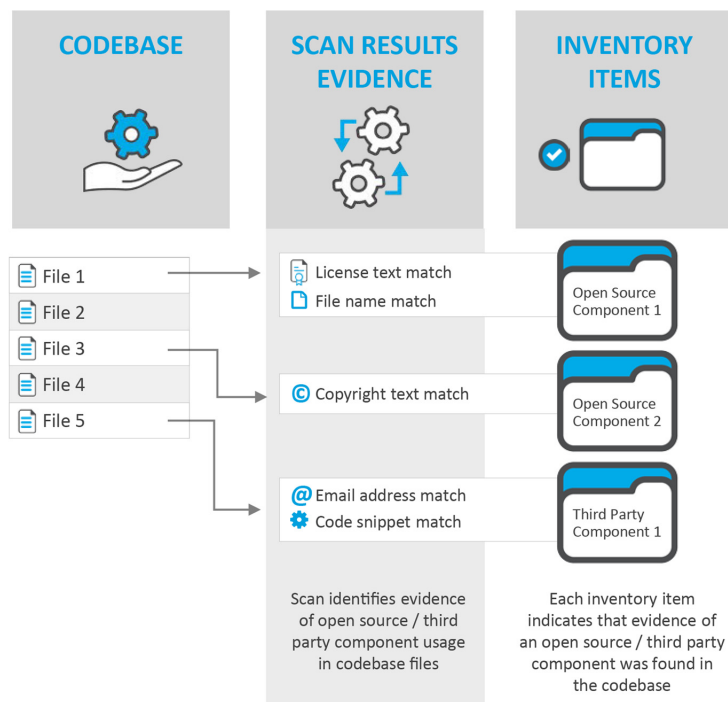 CODEBASE
SCAN RESULTS
EVIDENCE
INVENTORY
ITEMS
File 1
File 2
File 3
File 4
File 5
License text match
File name match
© Copyright text match
@ Email address match
Code snippet match
Open Source
Component 1
Open Source
Component 2
Third Party
Component 1
Scan identifies evidence
of open source / third
party component usage
in codebase files
Each inventory item
indicates that evidence of
an open source / third party
component was found in
the codebase